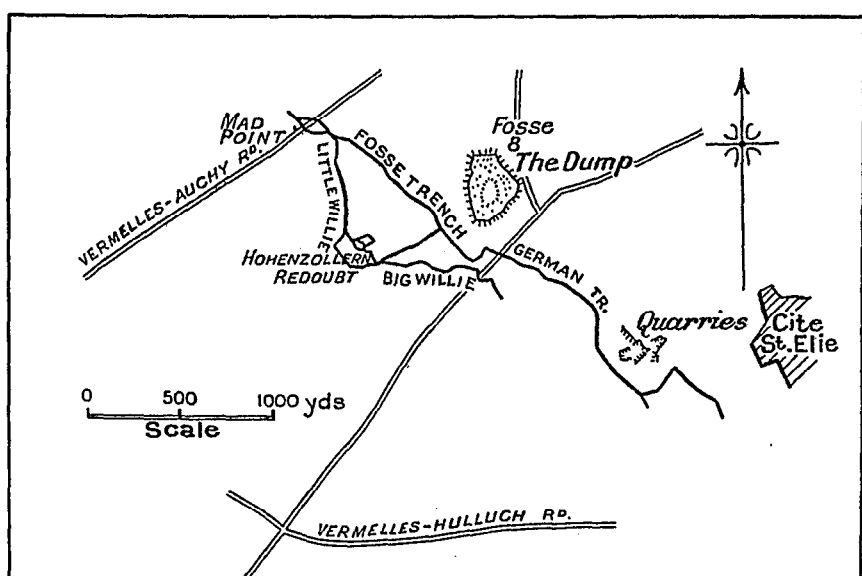 MAD
POINT
VERMELLES-AUCHY RD.
LITTLE WILLIE
FOSSE TRENCH
Fosse
8
The Dump
HOHENZOLLERN
REDOUBT
BIG WILLIE
GERMAN TR.
Quarries
Cite
St. Elie
0 500 1000 yds
Scale
VERMELLES-HULLUCH RD.